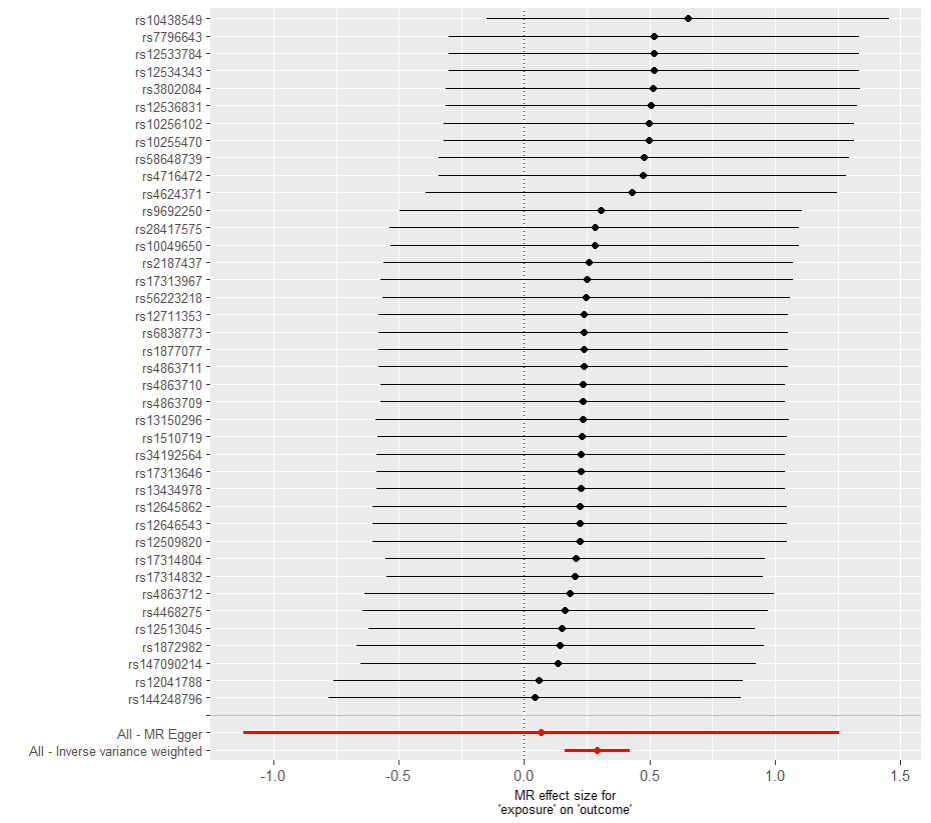 rs10438549
rs7796643
rs12533784
rs12534343
rs3802084
rs12536831
rs10256102
rs10255470
rs58648739
rs4716472
rs4624371
rs9692250
rs28417575
rs10049650
rs2187437
rs17313967
rs56223218
rs12711353
rs6838773
rs1877077
rs4863711
rs4863710
rs4863709
rs13150296
rs1510719
rs34192564
rs17313646
rs13434978
rs12645862
rs12646543
rs12509820
rs17314804
rs17314832
rs4863712
rs4468275
rs12513045
rs1872982
rs147090214
rs12041788
rs144248796
All - MR Egger
All - Inverse variance weighted
-1.0 -0.5 0.0 0.5 1.0 1.5
MR effect size for
'exposure' on 'outcome'